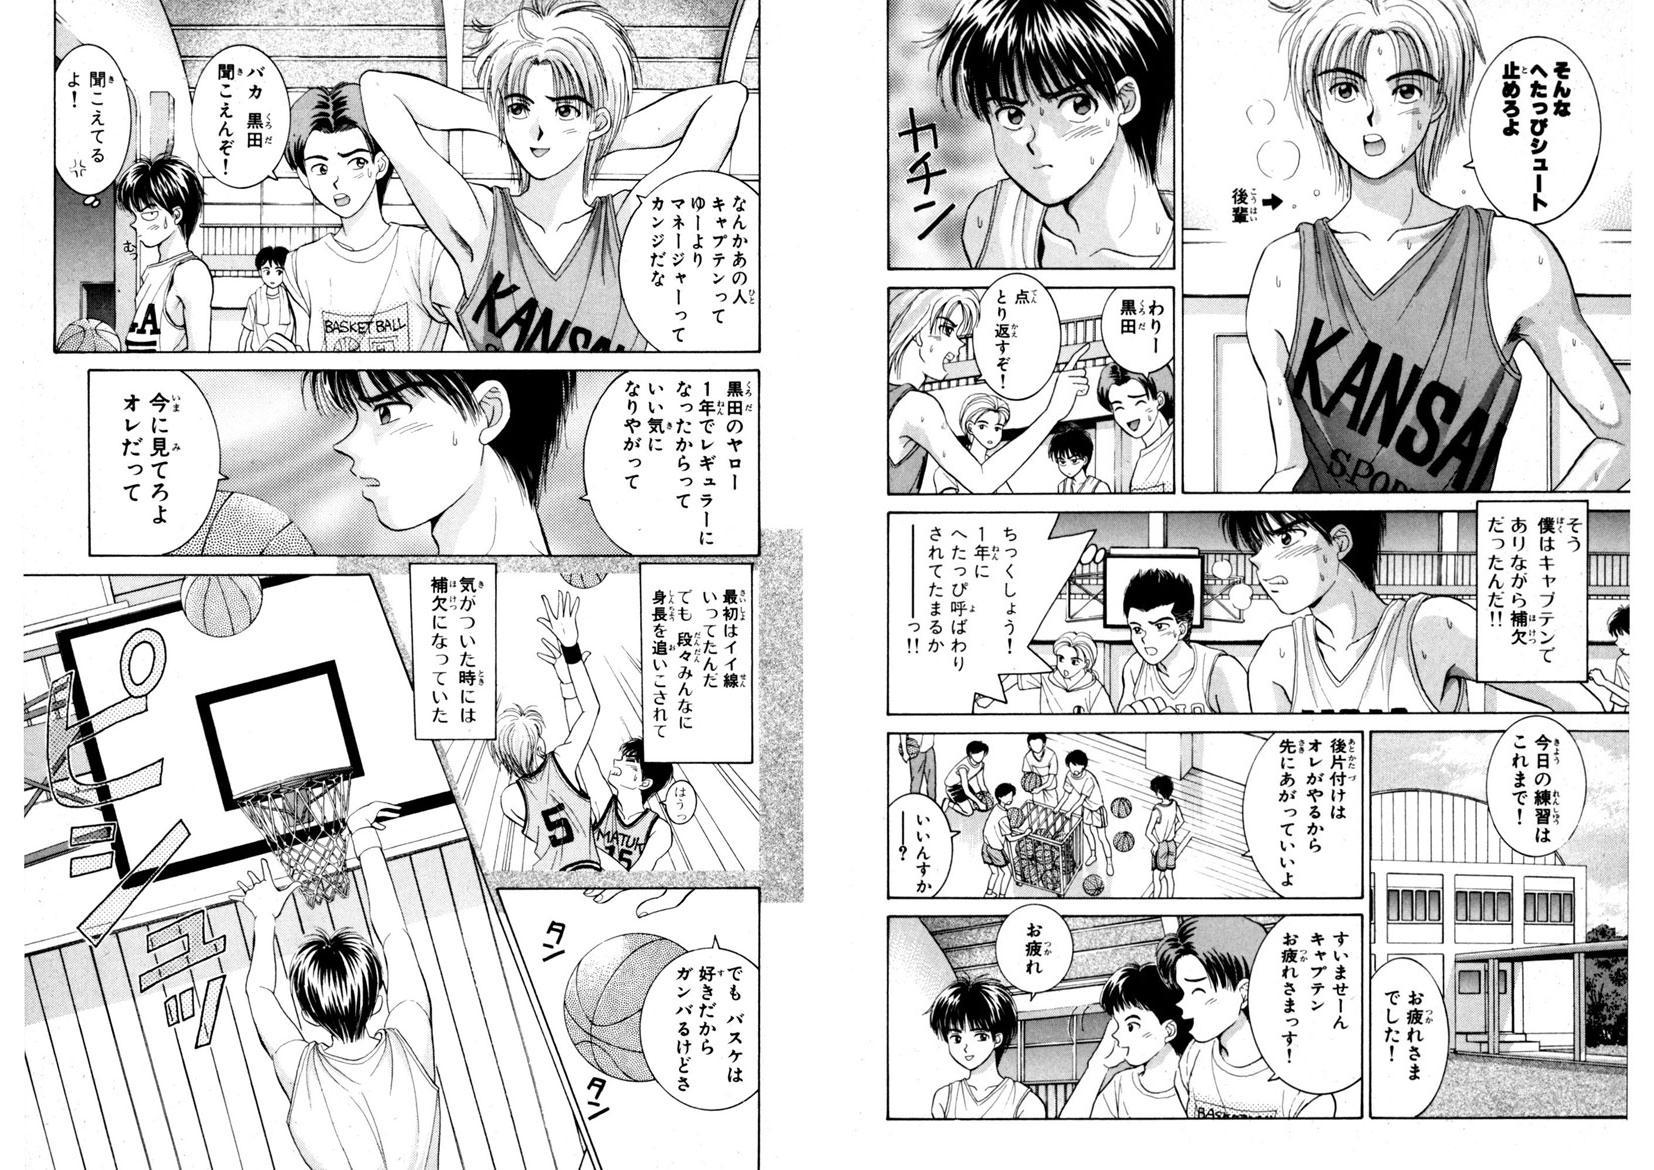 そんな
へたっぴシュート
止めろよ
後輩
KANSAI
SPOR
カチン
わりー
黒田
点
とり返すぞ！
そう
僕はキャプテンで
ありながら補欠
だったんだ!!
ちっくしょう！
１年に
へたっぴ呼ばわり
されてたまるか
――っ!!
今日の練習は
これまで！
お疲れさま
でした！
後片付けは
オレがやるから
先にあがっていいよ
いいんすか
――？
すいませーん
キャプテン
お疲れさまっす！
お疲れ
BASKETBALL
なんかあの人
キャプテンって
ゆーより
マネージャーって
カンジだな
バカ 黒田
聞こえんぞ！
聞こえてる
よ！
むっ
KANSAI
BASKETBALL
LA
黒田のヤロー
１年でレギュラーに
なったからって
いい気に
なりやがって
今に見てろよ
オレだって
最初はイイ線
いってたんだ
でも 段々みんなに
身長を追いこされて
気がついた時には
補欠になっていた
はうっ
5
MATUK
15
でも バスケは
好きだから
ガンバるけどさ
タン
タン
ピ
シュッ